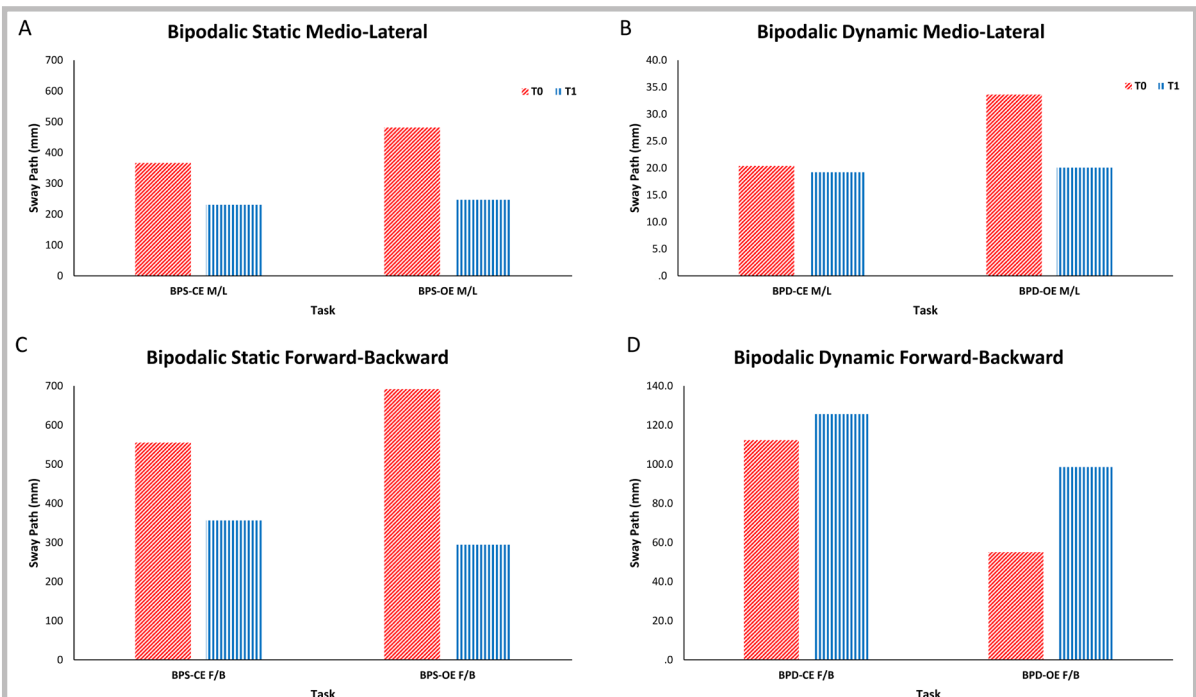 A
Bipodalic Static Medio-Lateral
700
600
500
400
300
200
100
0
Sway Path (mm)
T0 T1
BPS-CE M/L BPS-OE M/L
Task
B
Bipodalic Dynamic Medio-Lateral
40.0
35.0
30.0
25.0
20.0
15.0
10.0
5.0
.0
Sway Path (mm)
T0 T1
BPD-CE M/L BPD-OE M/L
Task
C
Bipodalic Static Forward-Backward
700
600
500
400
300
200
100
0
Sway Path (mm)
BPS-CE F/B BPS-OE F/B
Task
D
Bipodalic Dynamic Forward-Backward
140.0
120.0
100.0
80.0
60.0
40.0
20.0
.0
Sway Path (mm)
BPD-CE F/B BPD-OE F/B
Task